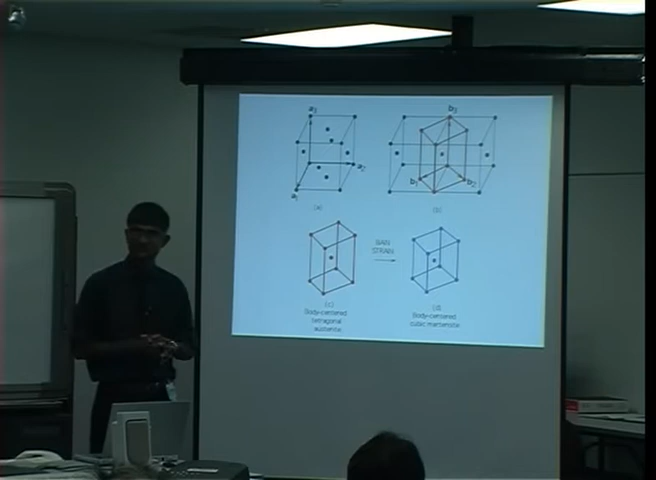 a₃
a₂
a₁
(a)
b₃
b₁
b₂
(b)
BAIN
STRAIN
(c)
Body-centered
tetragonal
austenite
(d)
Body-centered
cubic martensite